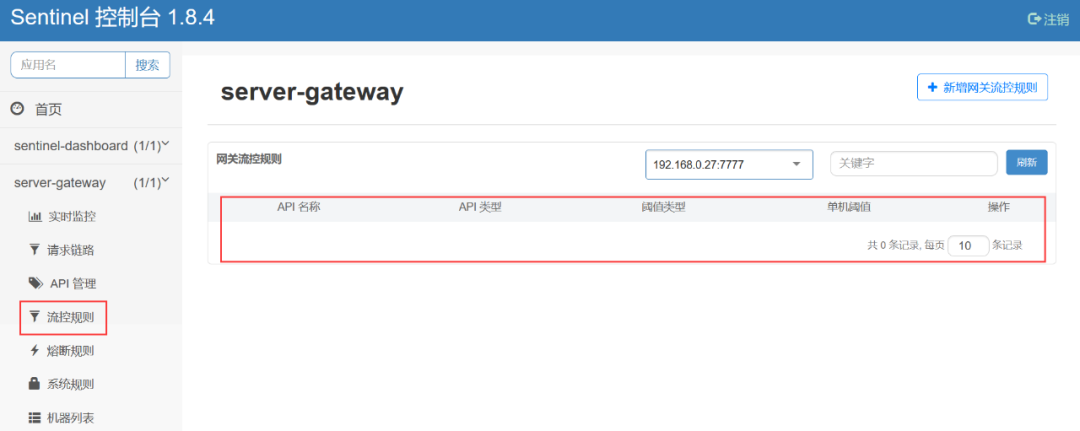 Sentinel 控制台 1.8.4
注销
应用名 搜索
首页
sentinel-dashboard (1/1)
server-gateway (1/1)
实时监控
请求链路
API 管理
流控规则
熔断规则
系统规则
机器列表
server-gateway
新增网关流控规则
网关流控规则 192.168.0.27:7777 关键字 刷新
API 名称 API 类型 阈值类型 单机阈值 操作
共 0 条记录, 每页 10 条记录